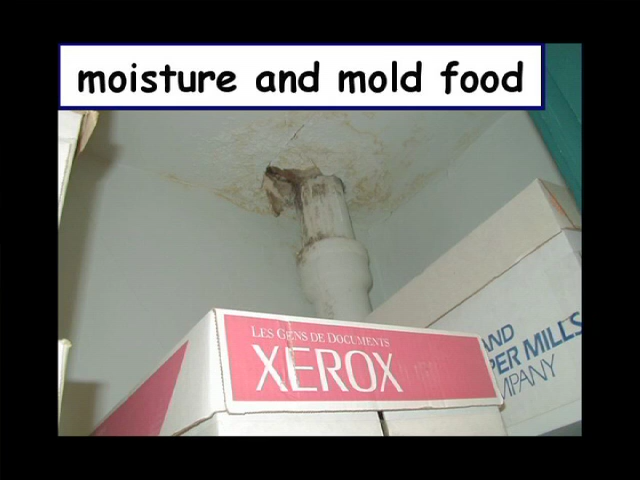 moisture and mold food
LES GENS DE DOCUMENTS
XEROX
AND
PER MILLS
MPANY